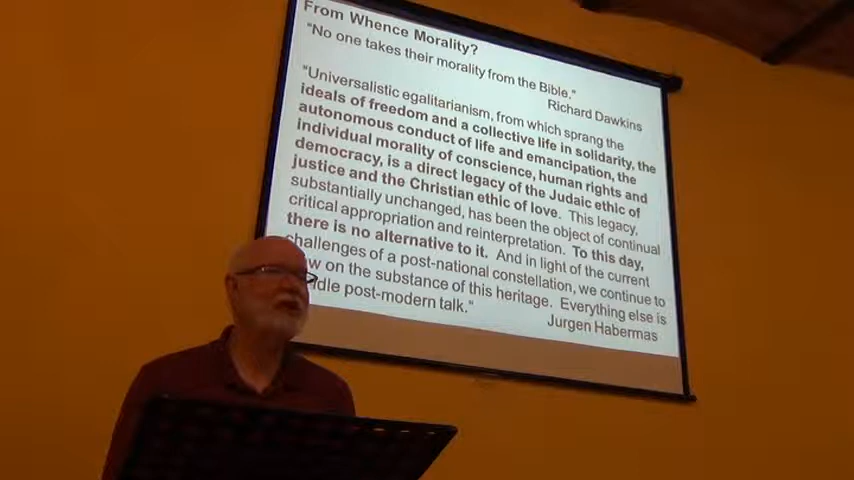 From Whence Morality?
"No one takes their morality from the Bible."
Richard Dawkins
"Universalistic egalitarianism, from which sprang the
ideals of freedom and a collective life in solidarity, the
autonomous conduct of life and emancipation, the
individual morality of conscience, human rights and
democracy, is a direct legacy of the Judaic ethic of
justice and the Christian ethic of love. This legacy,
substantially unchanged, has been the object of continual
critical appropriation and reinterpretation. To this day,
there is no alternative to it. And in light of the current
challenges of a post-national constellation, we continue to
on the substance of this heritage. Everything else is
post-modern talk."
Jurgen Habermas